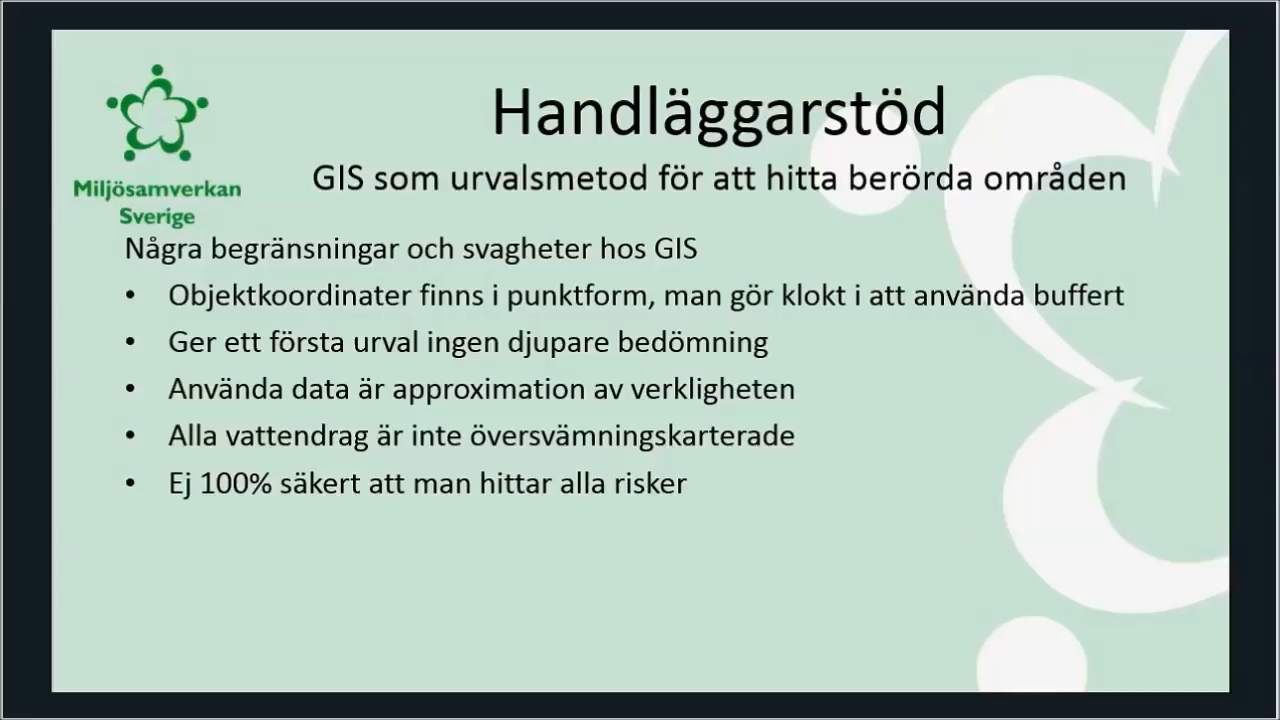 Handläggarstöd
GIS som urvalsmetod för att hitta berörda områden
Miljösamverkan
Sverige
Några begränsningar och svagheter hos GIS
• Objektkoordinater finns i punktform, man gör klokt i att använda buffert
• Ger ett första urval ingen djupare bedömning
• Använda data är approximation av verkligheten
• Alla vattendrag är inte översvämningskarterade
• Ej 100% säkert att man hittar alla risker